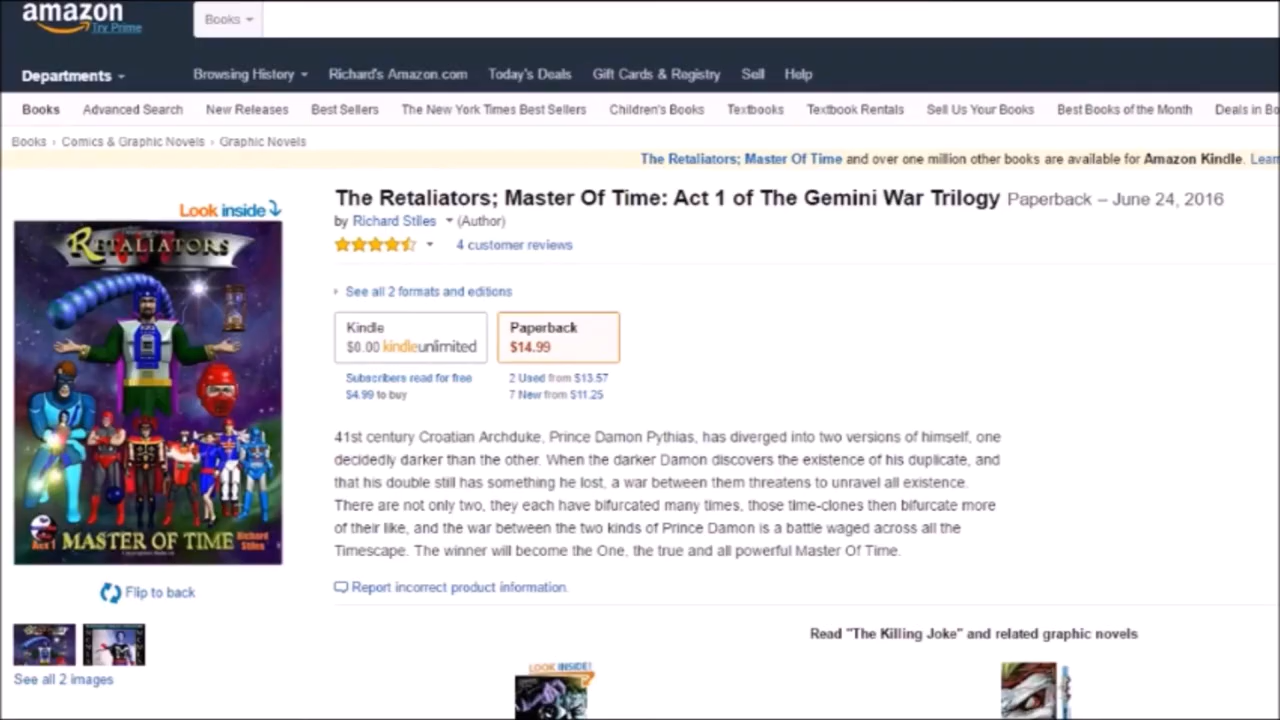 amazon
Try Prime
Books
Departments
Browsing History
Richard's Amazon.com
Today's Deals
Gift Cards & Registry
Sell
Help
Books
Advanced Search
New Releases
Best Sellers
The New York Times Best Sellers
Children's Books
Textbooks
Textbook Rentals
Sell Us Your Books
Best Books of the Month
Deals in Bo
Books › Comics & Graphic Novels › Graphic Novels
The Retaliators; Master Of Time and over one million other books are available for Amazon Kindle. Lear
Look inside
RETALIATORS
Act 1
MASTER OF TIME
Richard
Stiles
Flip to back
See all 2 images
The Retaliators; Master Of Time: Act 1 of The Gemini War Trilogy Paperback – June 24, 2016
by Richard Stiles (Author)
4 customer reviews
See all 2 formats and editions
Kindle
$0.00 kindleunlimited
Subscribers read for free
$4.99 to buy
Paperback
$14.99
2 Used from $13.57
7 New from $11.25
41st century Croatian Archduke, Prince Damon Pythias, has diverged into two versions of himself, one
decidedly darker than the other. When the darker Damon discovers the existence of his duplicate, and
that his double still has something he lost, a war between them threatens to unravel all existence.
There are not only two, they each have bifurcated many times, those time-clones then bifurcate more
of their like, and the war between the two kinds of Prince Damon is a battle waged across all the
Timescape. The winner will become the One, the true and all powerful Master Of Time.
Report incorrect product information.
Read "The Killing Joke" and related graphic novels
LOOK INSIDE!